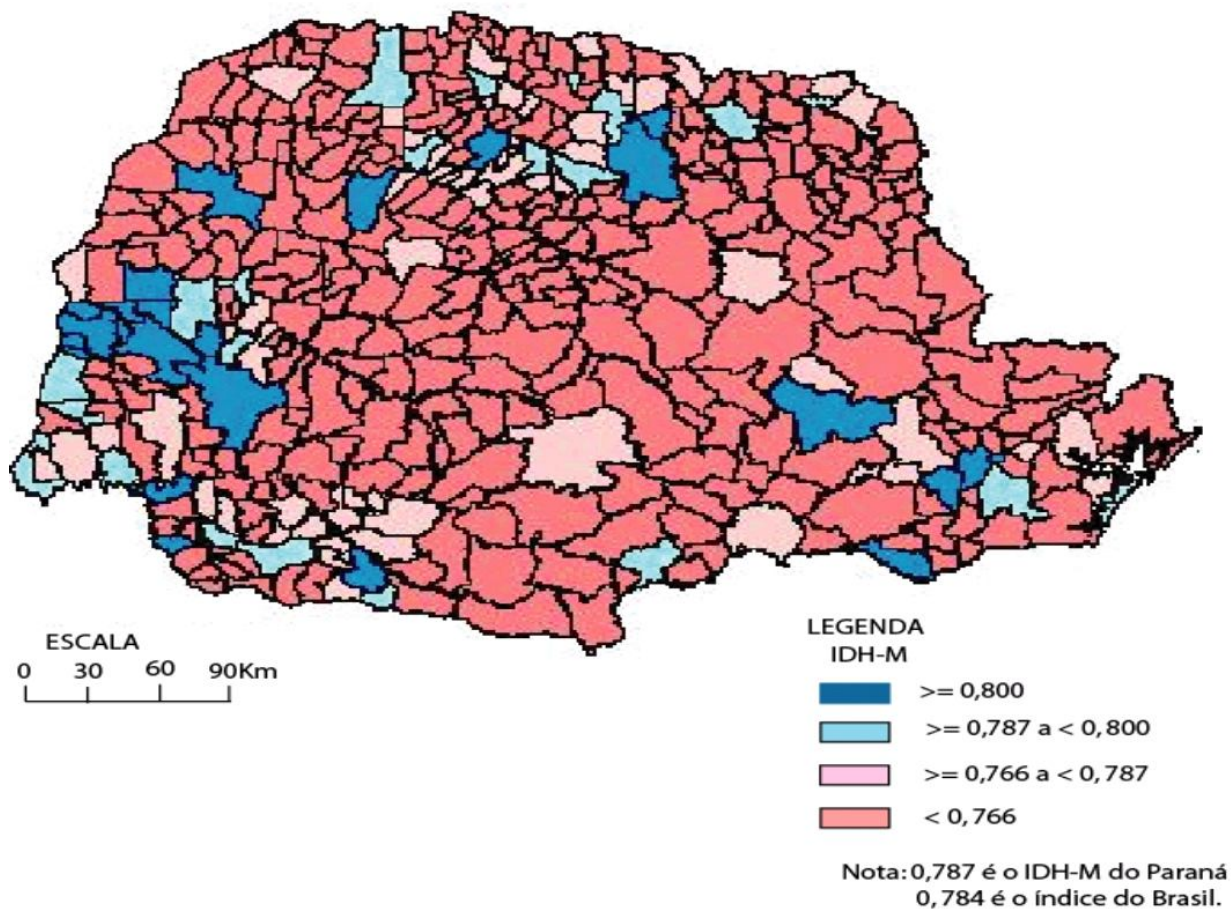 ESCALA
0 30 60 90Km
LEGENDA
IDH-M
>= 0,800
>= 0,787 a < 0,800
>= 0,766 a < 0,787
< 0,766
Nota: 0,787 é o IDH-M do Paraná
0,784 é o índice do Brasil.